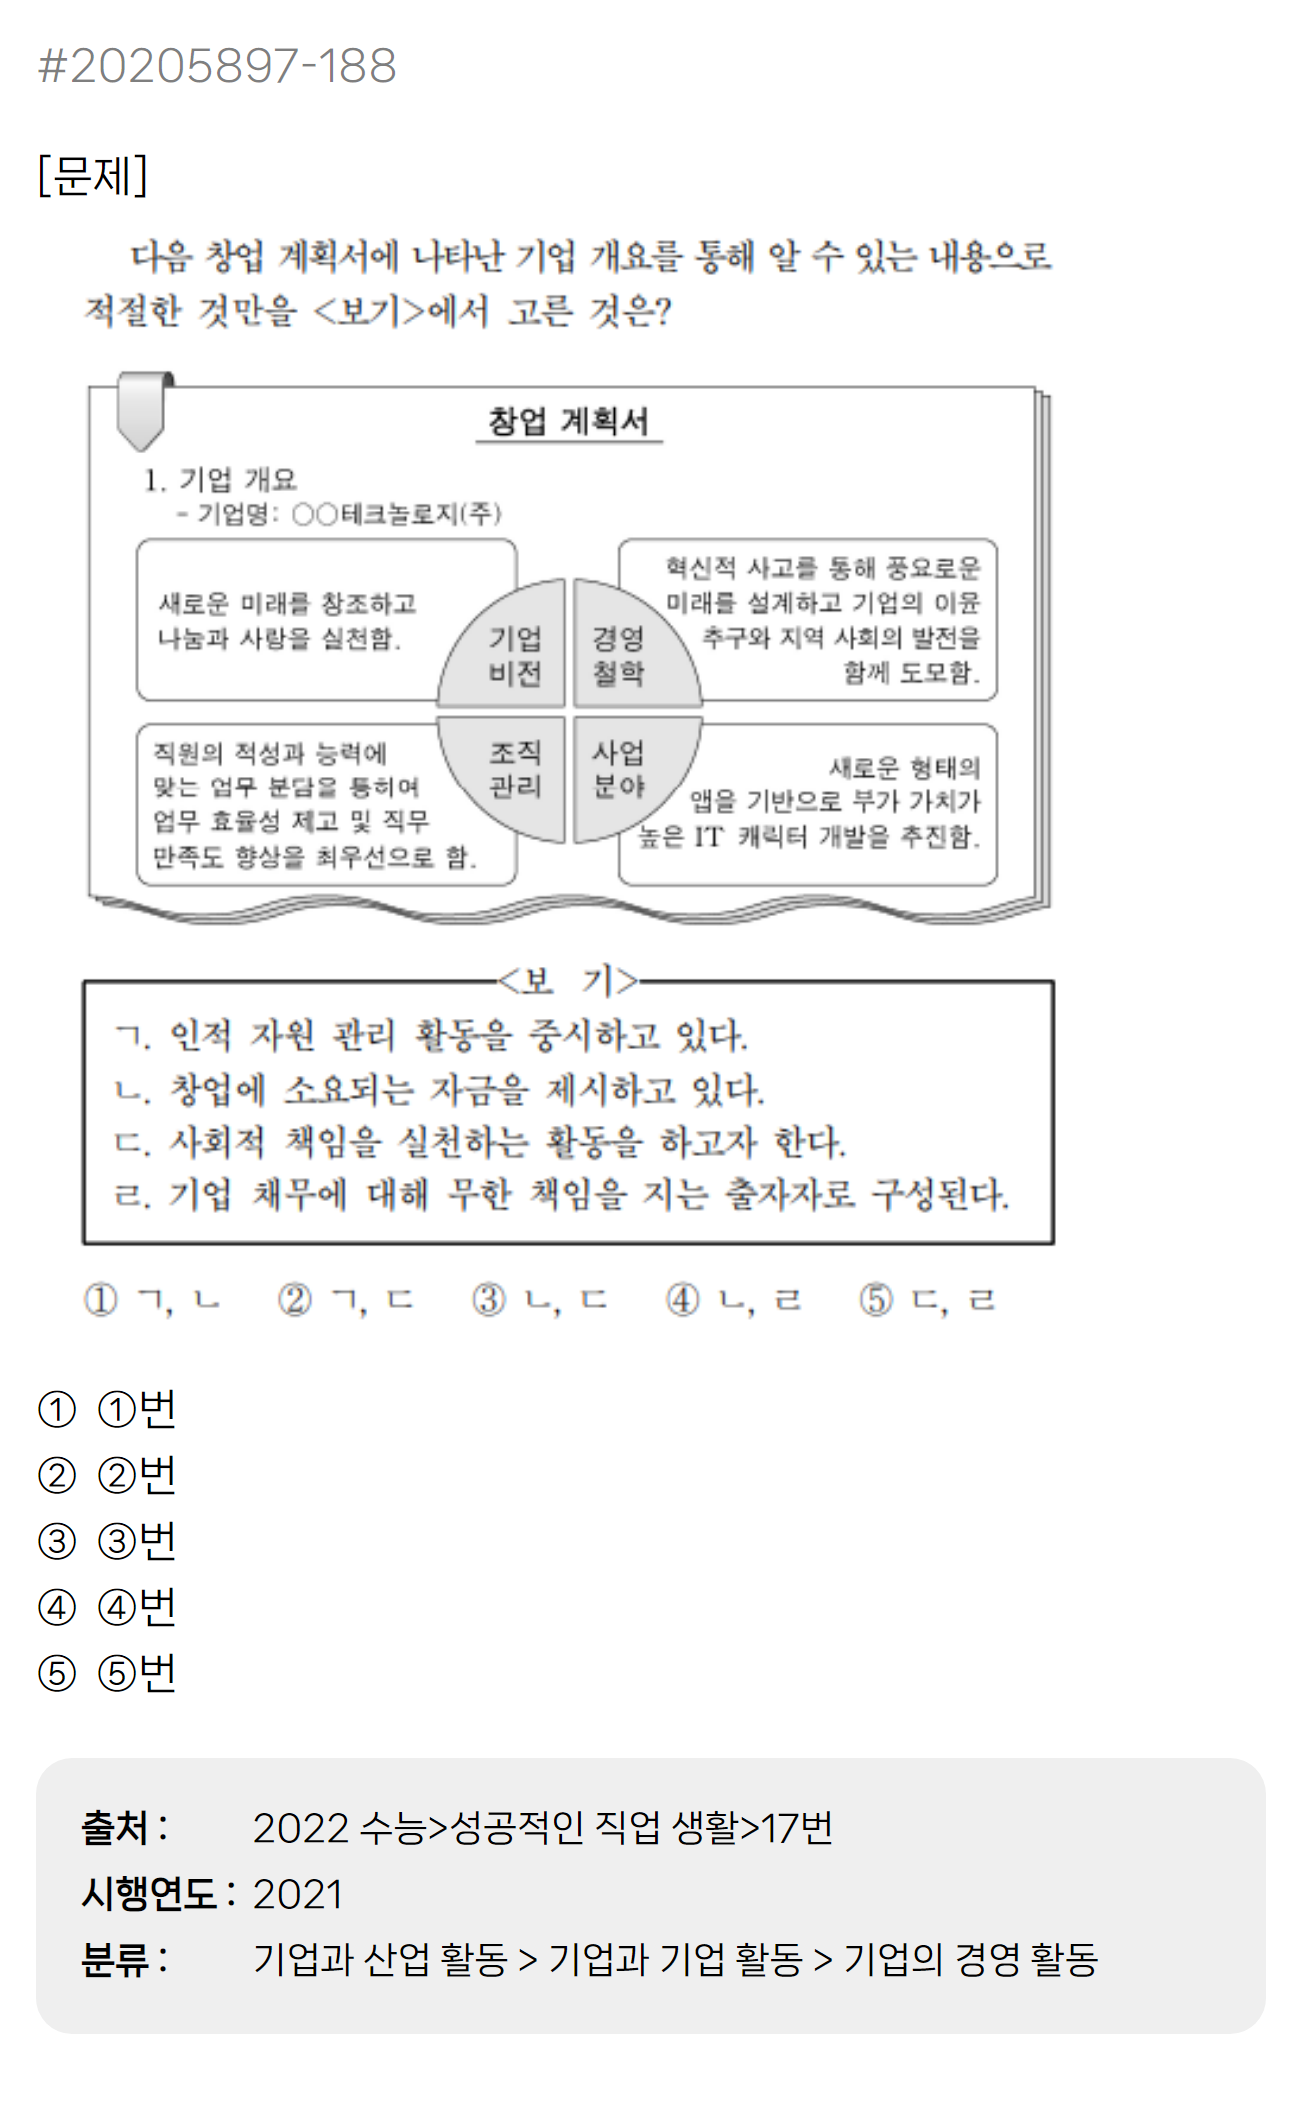 #20205897-188
[문제]
다음 창업 계획서에 나타난 기업 개요를 통해 알 수 있는 내용으로
적절한 것만을 <보기>에서 고른 것은?
창업 계획서
1. 기업 개요
- 기업명: ○○테크놀로지(주)
새로운 미래를 창조하고
나눔과 사랑을 실천함.
기업
비전
경영
철학
혁신적 사고를 통해 풍요로운
미래를 설계하고 기업의 이윤
추구와 지역 사회의 발전을
함께 도모함.
직원의 적성과 능력에
맞는 업무 분담을 통하여
업무 효율성 제고 및 직무
만족도 향상을 최우선으로 함.
조직
관리
사업
분야
새로운 형태의
앱을 기반으로 부가 가치가
높은 IT 캐릭터 개발을 추진함.
<보 기>
ㄱ. 인적 자원 관리 활동을 중시하고 있다.
ㄴ. 창업에 소요되는 자금을 제시하고 있다.
ㄷ. 사회적 책임을 실천하는 활동을 하고자 한다.
ㄹ. 기업 채무에 대해 무한 책임을 지는 출자자로 구성된다.
① ㄱ, ㄴ ② ㄱ, ㄷ ③ ㄴ, ㄷ ④ ㄴ, ㄹ ⑤ ㄷ, ㄹ
① ①번
② ②번
③ ③번
④ ④번
⑤ ⑤번
출처 : 2022 수능>성공적인 직업 생활>17번
시행연도 : 2021
분류 : 기업과 산업 활동 > 기업과 기업 활동 > 기업의 경영 활동